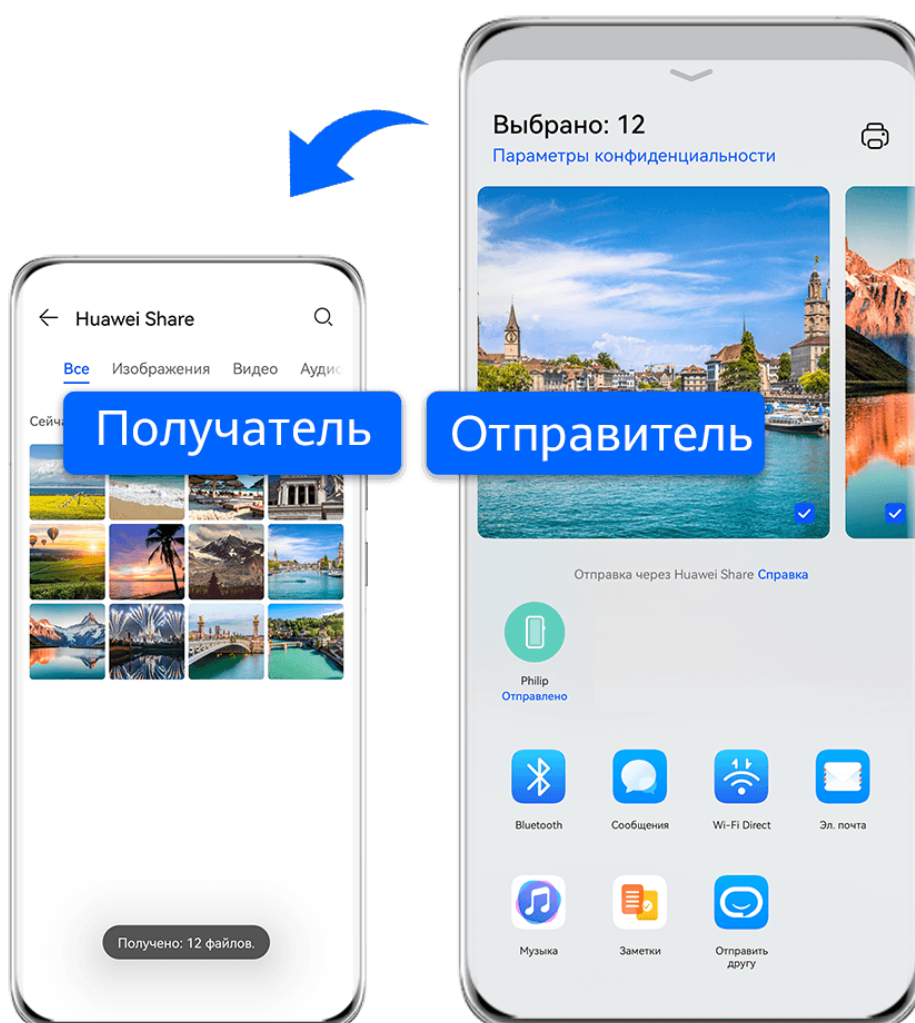 Выбрано: 12
Параметры конфиденциальности
Huawei Share
Все Изображения Видео
Получатель
Отправитель
Отправка через Huawei Share Справка
Philip
Отправлено
Bluetooth Сообщения Wi-Fi Direct Эл. почта
Музыка Заметки Отправить
другу
Получено: 12 файлов.